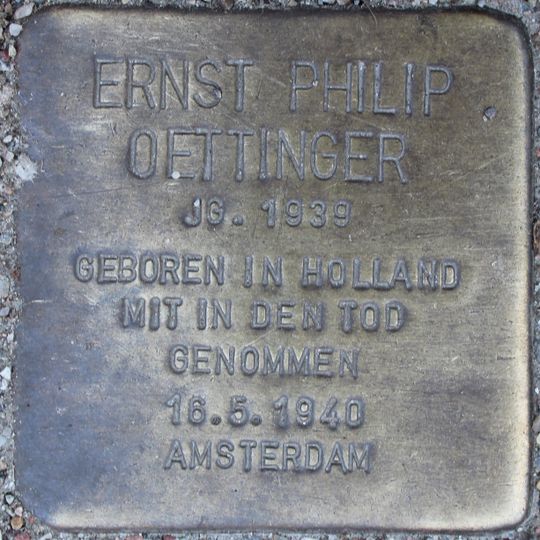 ERNST PHILIP
OETTINGER
JG. 1939
GEBOREN IN HOLLAND
MIT IN DEN TOD
GENOMMEN
16.5.1940
AMSTERDAM